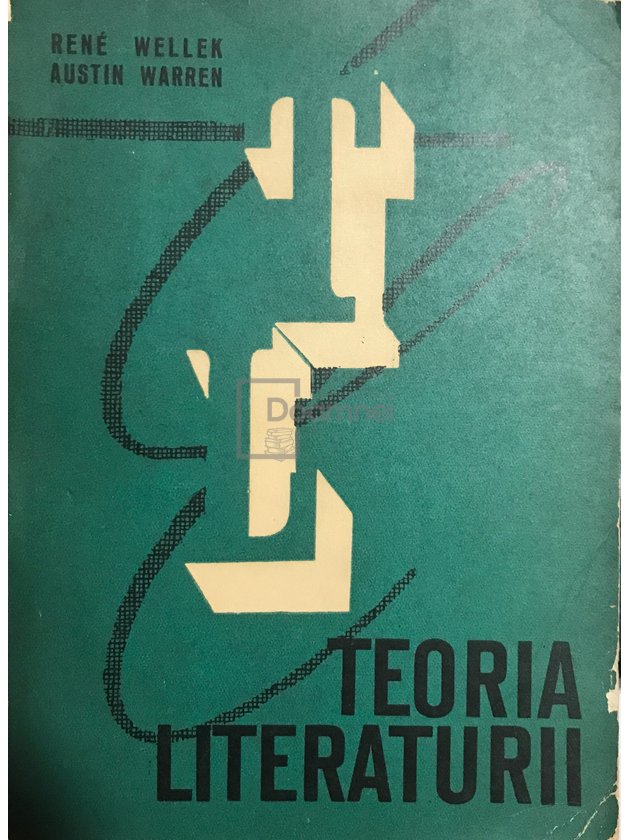 RENÉ WELLEK
AUSTIN WARREN
TEORIA
LITERATURII